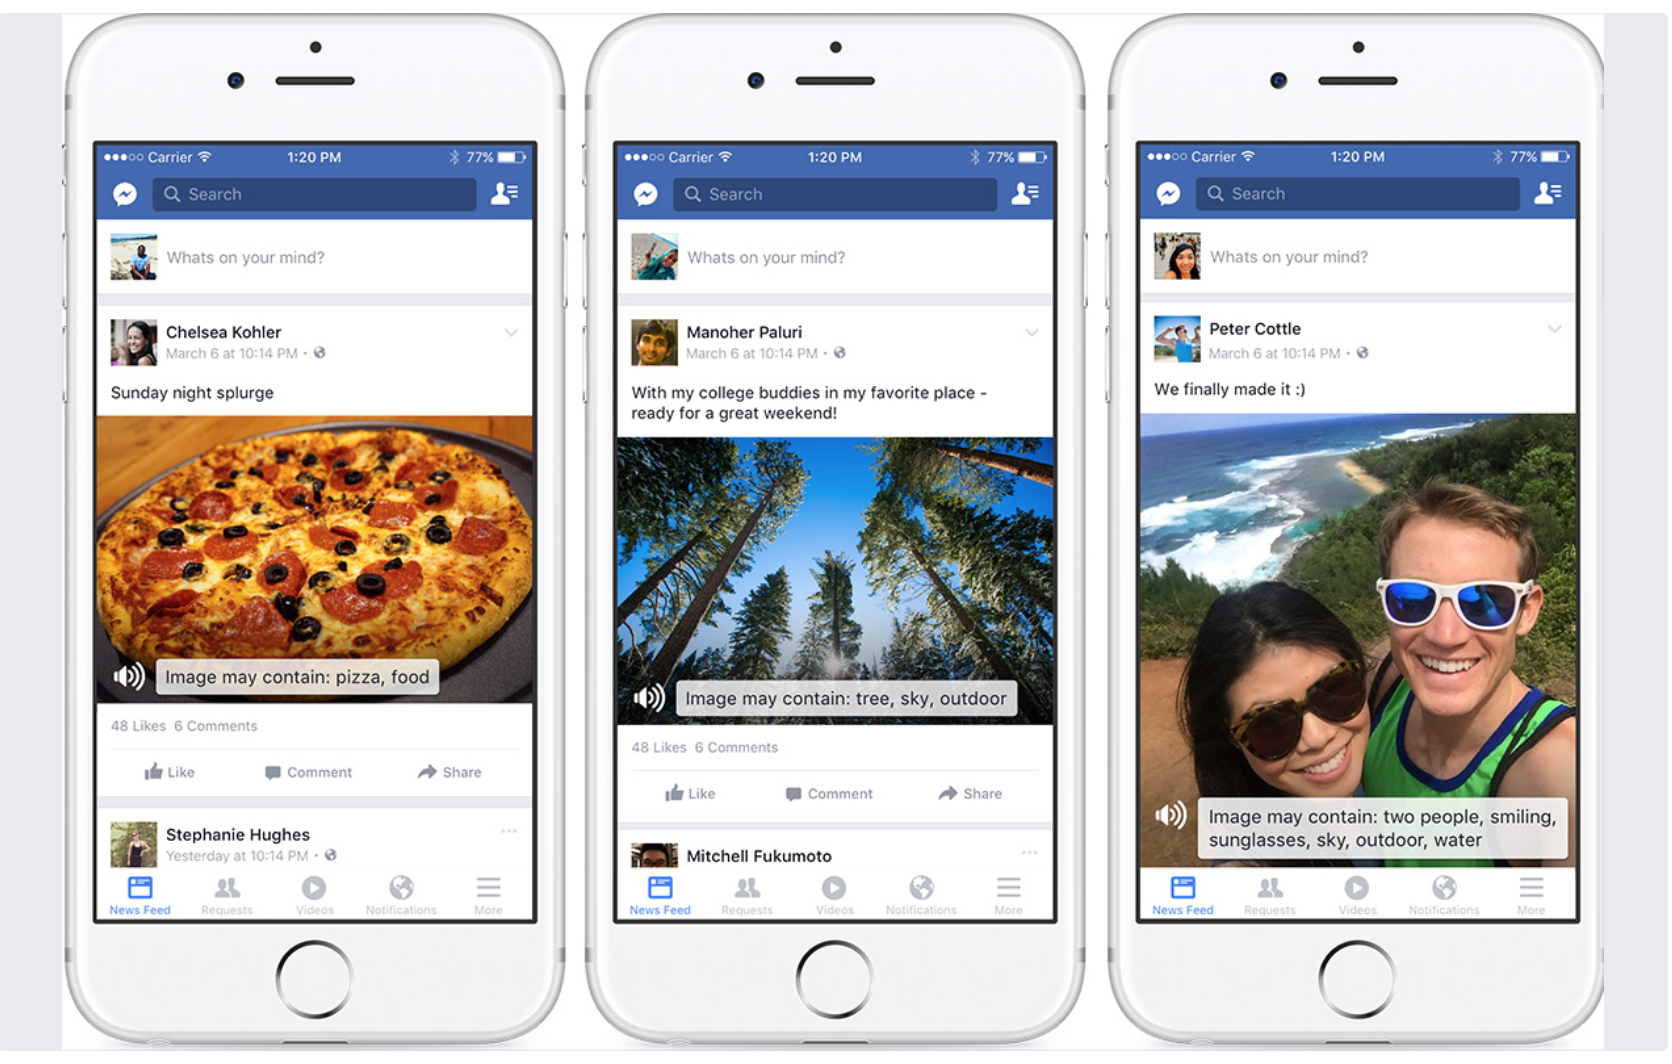 Carrier 1:20 PM 77%
Search
Whats on your mind?
Chelsea Kohler
March 6 at 10:14 PM ·
Sunday night splurge
Image may contain: pizza, food
48 Likes 6 Comments
Like Comment Share
Stephanie Hughes
Yesterday at 10:14 PM ·
News Feed Requests Videos Notifications More
Carrier 1:20 PM 77%
Search
Whats on your mind?
Manoher Paluri
March 6 at 10:14 PM ·
With my college buddies in my favorite place -
ready for a great weekend!
Image may contain: tree, sky, outdoor
48 Likes 6 Comments
Like Comment Share
Mitchell Fukumoto
News Feed Requests Videos Notifications More
Carrier 1:20 PM 77%
Search
Whats on your mind?
Peter Cottle
March 6 at 10:14 PM ·
We finally made it :)
Image may contain: two people, smiling,
sunglasses, sky, outdoor, water
News Feed Requests Videos Notifications More